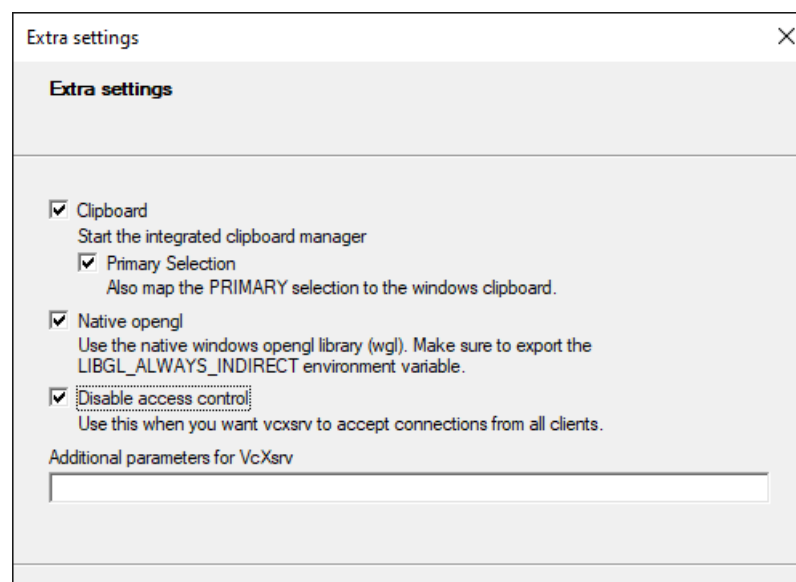 Extra settings
Extra settings
Clipboard
Start the integrated clipboard manager
Primary Selection
Also map the PRIMARY selection to the windows clipboard.
Native opengl
Use the native windows opengl library (wgl). Make sure to export the
LIBGL_ALWAYS_INDIRECT environment variable.
Disable access control
Use this when you want vcxsrv to accept connections from all clients.
Additional parameters for VcXsrv